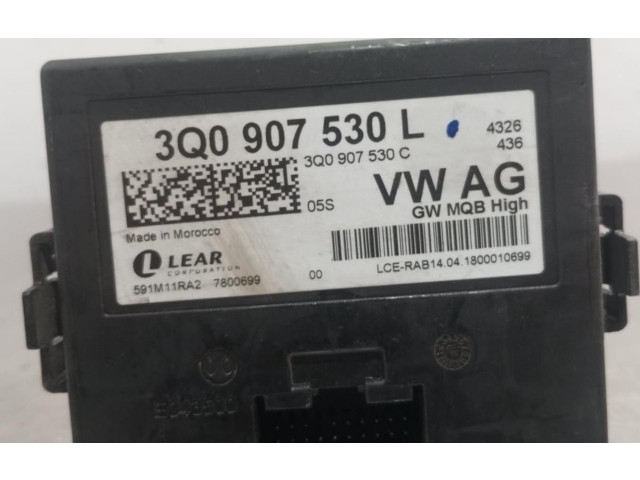 3Q0 907 530 L
4326
3Q0 907 530 C
436
VW AG
05S
GW MQB High
Made in Morocco
LEAR
CORPORATION
00
LCE-RAB14.04.1800010699
591M11RA2 7800699